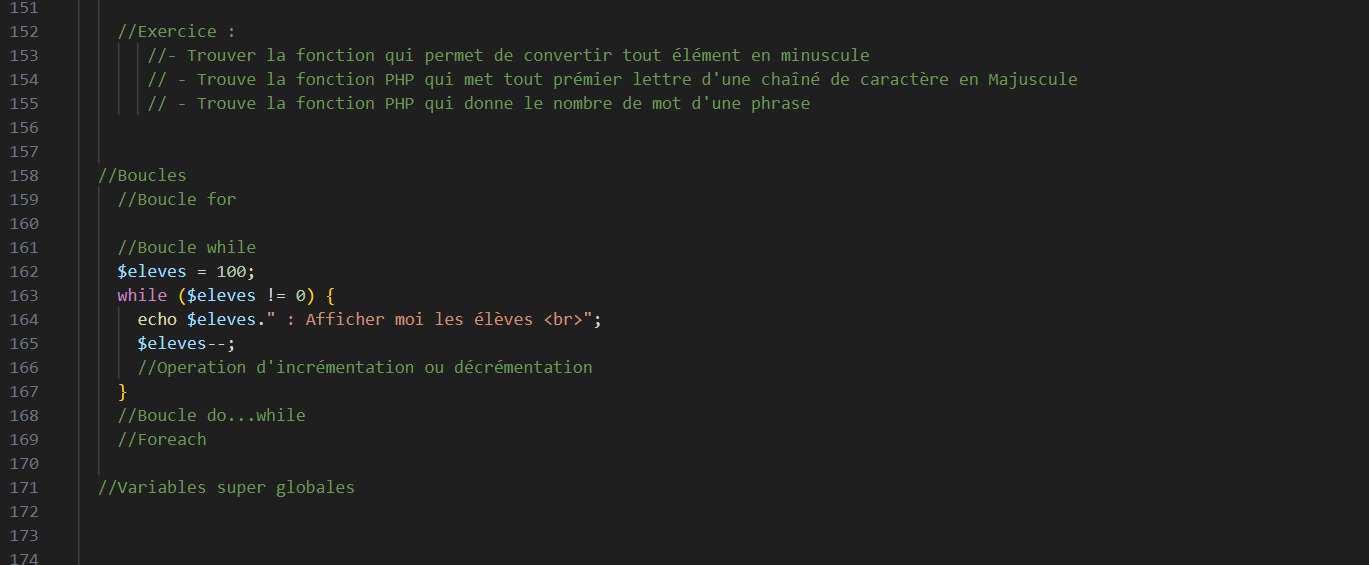 151
152 //Exercice :
153 //- Trouver la fonction qui permet de convertir tout élément en minuscule
154 // - Trouve la fonction PHP qui met tout prémier lettre d'une chaîné de caractère en Majuscule
155 // - Trouve la fonction PHP qui donne le nombre de mot d'une phrase
156
157
158 //Boucles
159 //Boucle for
160
161 //Boucle while
162 $eleves = 100;
163 while ($eleves != 0) {
164 echo $eleves." : Afficher moi les élèves <br>";
165 $eleves--;
166 //Operation d'incrémentation ou décrémentation
167 }
168 //Boucle do...while
169 //Foreach
170
171 //Variables super globales
172
173
174